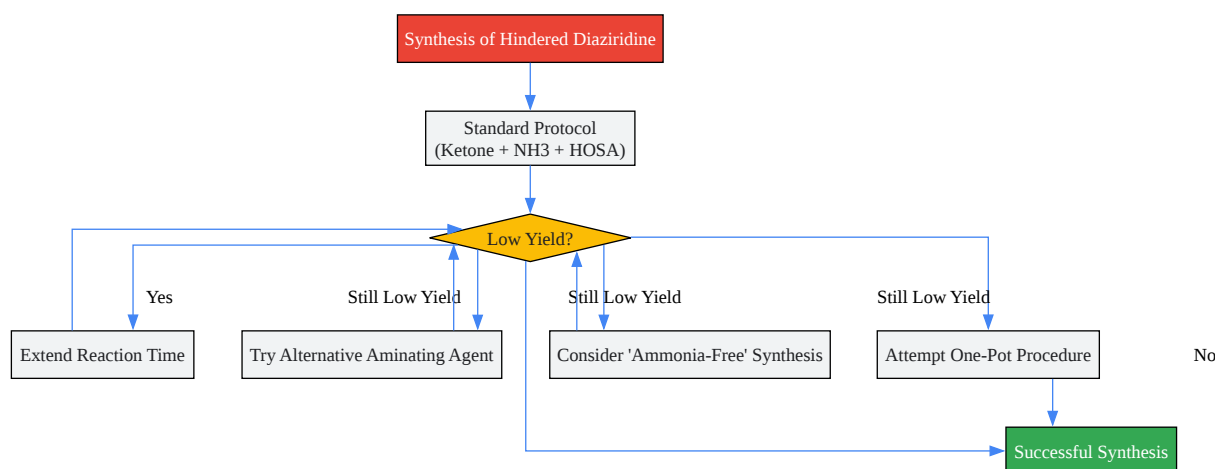 Synthesis of Hindered Diaziridine
Standard Protocol
(Ketone + NH3 + HOSA)
Low Yield?
Yes
Still Low Yield
Still Low Yield
Still Low Yield
Extend Reaction Time
Try Alternative Aminating Agent
Consider 'Ammonia-Free' Synthesis
Attempt One-Pot Procedure
No
Successful Synthesis